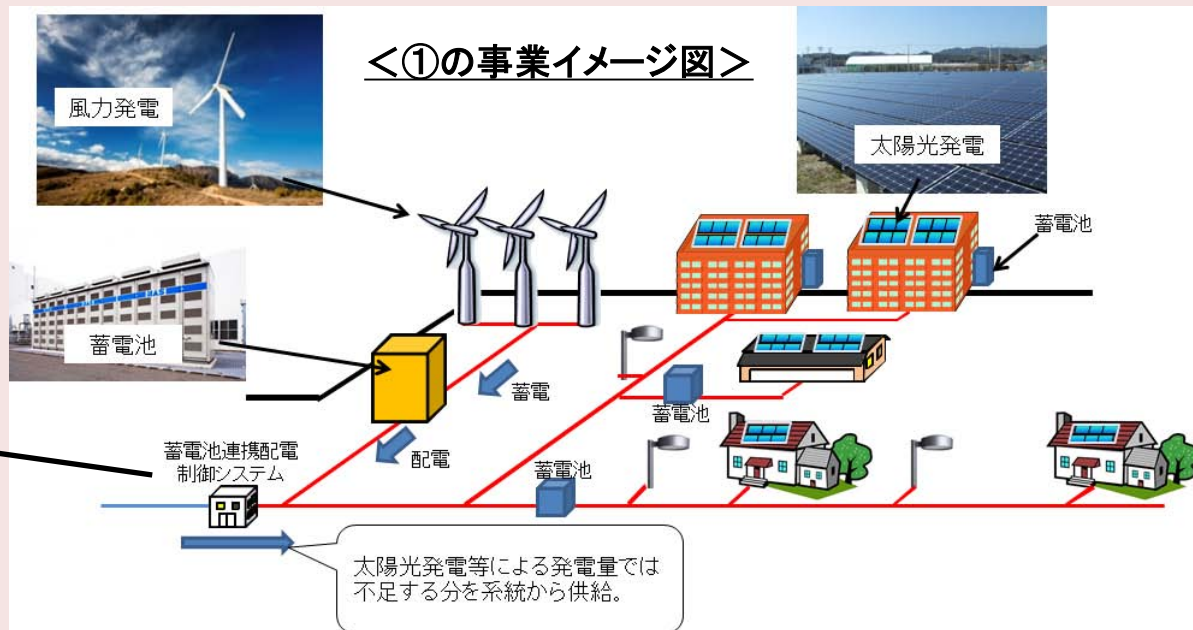 ＜①の事業イメージ図＞
風力発電
太陽光発電
蓄電池
蓄電池
NAS
蓄電
蓄電池
配電
蓄電池
蓄電池連携配電
制御システム
太陽光発電等による発電量では
不足する分を系統から供給。